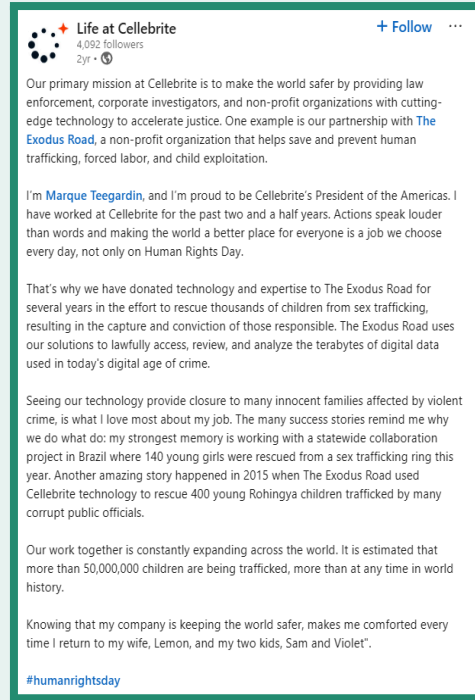 Life at Cellebrite
+ Follow ...
4,092 followers
2yr •
Our primary mission at Cellebrite is to make the world safer by providing law
enforcement, corporate investigators, and non-profit organizations with cutting-
edge technology to accelerate justice. One example is our partnership with The
Exodus Road, a non-profit organization that helps save and prevent human
trafficking, forced labor, and child exploitation.
I'm Marque Teegardin, and I'm proud to be Cellebrite's President of the Americas. I
have worked at Cellebrite for the past two and a half years. Actions speak louder
than words and making the world a better place for everyone is a job we choose
every day, not only on Human Rights Day.
That's why we have donated technology and expertise to The Exodus Road for
several years in the effort to rescue thousands of children from sex trafficking,
resulting in the capture and conviction of those responsible. The Exodus Road uses
our solutions to lawfully access, review, and analyze the terabytes of digital data
used in today's digital age of crime.
Seeing our technology provide closure to many innocent families affected by violent
crime, is what I love most about my job. The many success stories remind me why
we do what do: my strongest memory is working with a statewide collaboration
project in Brazil where 140 young girls were rescued from a sex trafficking ring this
year. Another amazing story happened in 2015 when The Exodus Road used
Cellebrite technology to rescue 400 young Rohingya children trafficked by many
corrupt public officials.
Our work together is constantly expanding across the world. It is estimated that
more than 50,000,000 children are being trafficked, more than at any time in world
history.
Knowing that my company is keeping the world safer, makes me comforted every
time I return to my wife, Lemon, and my two kids, Sam and Violet".
#humanrightsday